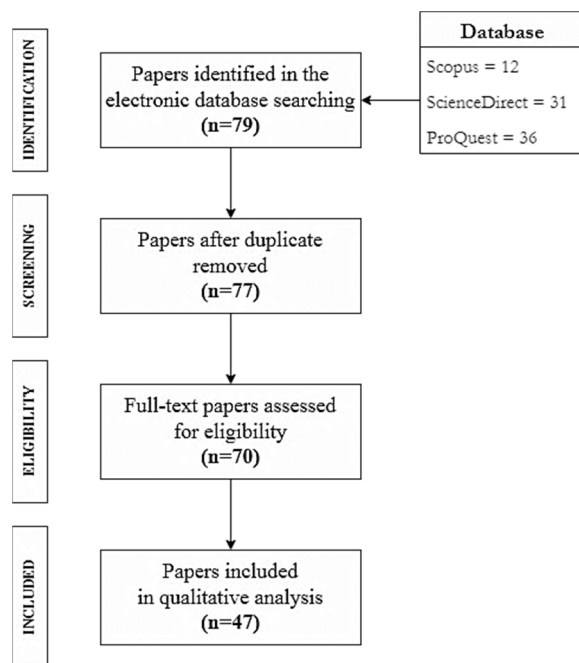 IDENTIFICATION
Papers identified in the
electronic database searching
(n=79)
Database
Scopus = 12
ScienceDirect = 31
ProQuest = 36
SCREENING
Papers after duplicate
removed
(n=77)
ELIGIBILITY
Full-text papers assessed
for eligibility
(n=70)
INCLUDED
Papers included
in qualitative analysis
(n=47)